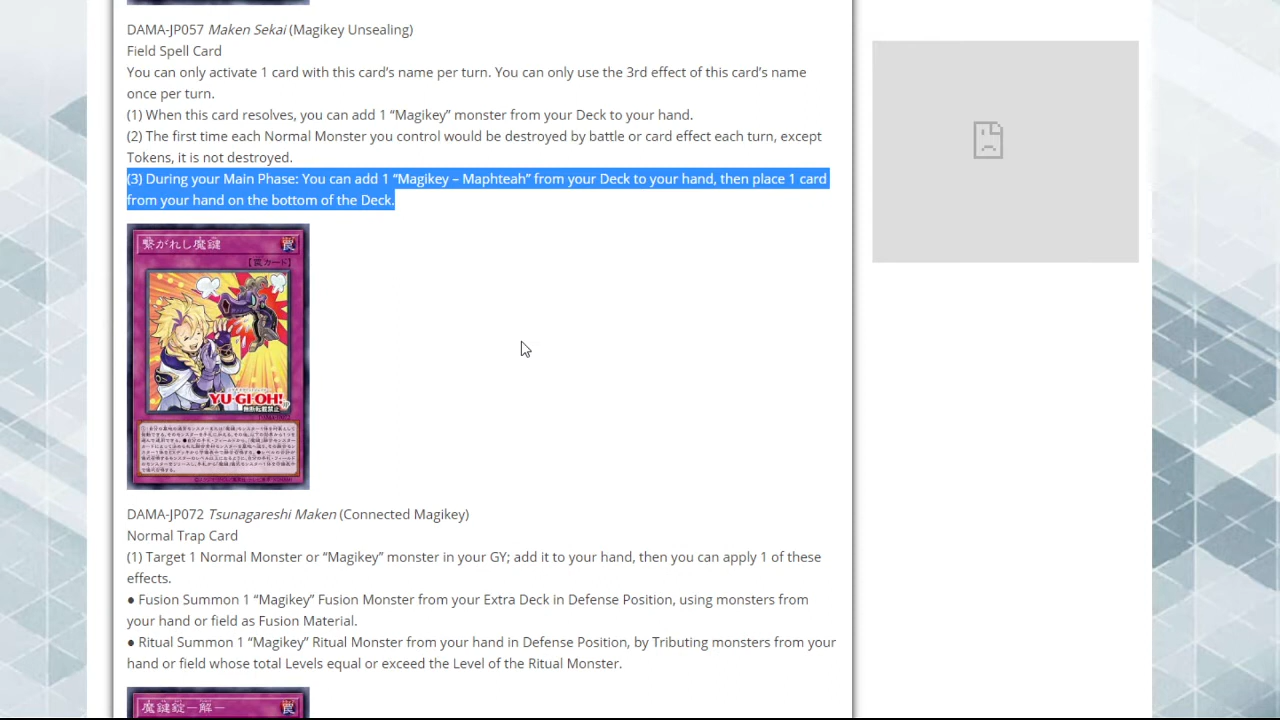 DAMA-JP057 Maken Sekai (Magikey Unsealing)
Field Spell Card
You can only activate 1 card with this card’s name per turn. You can only use the 3rd effect of this card’s name
once per turn.
(1) When this card resolves, you can add 1 “Magikey” monster from your Deck to your hand.
(2) The first time each Normal Monster you control would be destroyed by battle or card effect each turn, except
Tokens, it is not destroyed.
(3) During your Main Phase: You can add 1 “Magikey – Maphteah” from your Deck to your hand, then place 1 card
from your hand on the bottom of the Deck.
繋がれし魔鍵
罠
【罠カード】
YU-GI-OH!
無断転載禁止
DAMA-JP072 Tsunagareshi Maken (Connected Magikey)
Normal Trap Card
(1) Target 1 Normal Monster or “Magikey” monster in your GY; add it to your hand, then you can apply 1 of these
effects.
● Fusion Summon 1 “Magikey” Fusion Monster from your Extra Deck in Defense Position, using monsters from
your hand or field as Fusion Material.
● Ritual Summon 1 “Magikey” Ritual Monster from your hand in Defense Position, by Tributing monsters from your
hand or field whose total Levels equal or exceed the Level of the Ritual Monster.
魔鍵錠－解－
罠